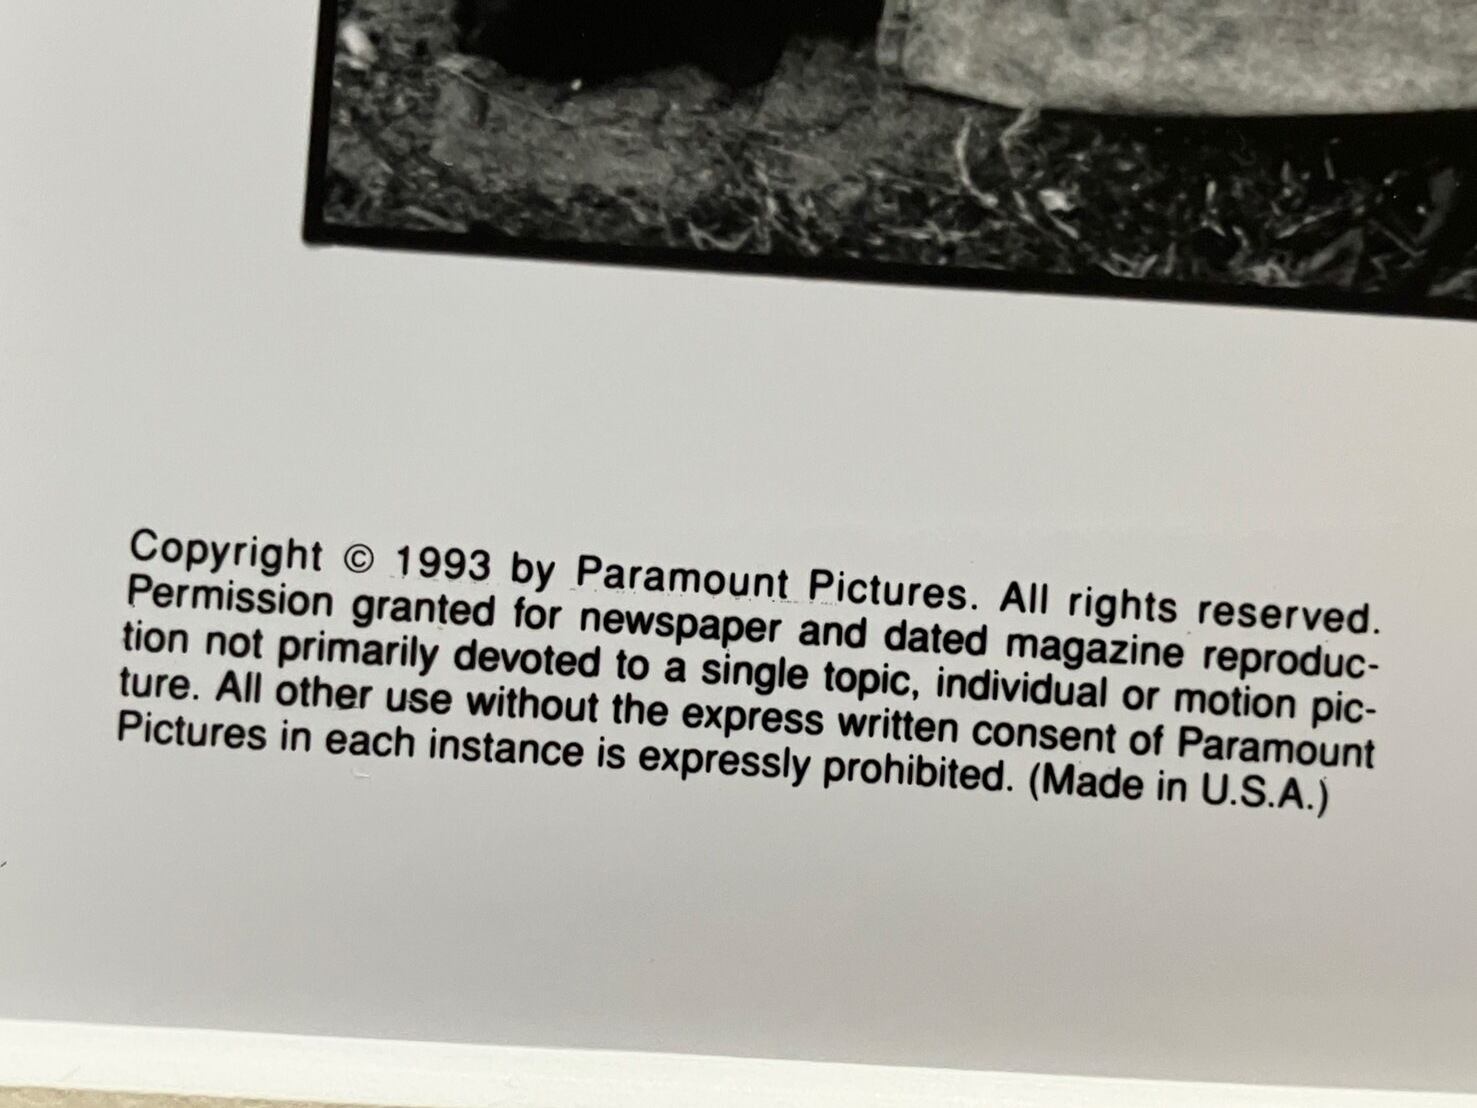 Copyright © 1993 by Paramount Pictures. All rights reserved.
Permission granted for newspaper and dated magazine reproduc-
tion not primarily devoted to a single topic, individual or motion pic-
ture. All other use without the express written consent of Paramount
Pictures in each instance is expressly prohibited. (Made in U.S.A.)